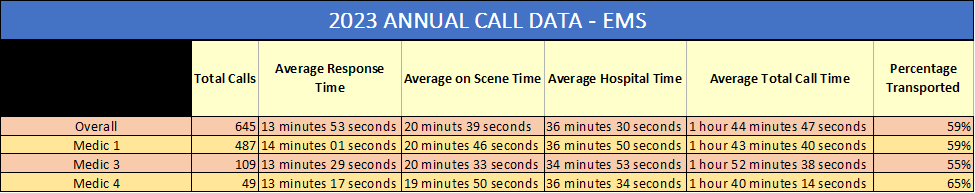 2023 ANNUAL CALL DATA - EMS
Total Calls Average Response Time Average on Scene Time Average Hospital Time Average Total Call Time Percentage Transported
Overall 645 13 minutes 53 seconds 20 minuts 39 seconds 36 minutes 30 seconds 1 hour 44 minutes 47 seconds 59%
Medic 1 487 14 minutes 01 seconds 20 minutes 46 seconds 36 minutes 50 seconds 1 hour 43 minutes 40 seconds 59%
Medic 3 109 13 minutes 29 seconds 20 minutes 33 seconds 34 minutes 53 seconds 1 hour 52 minutes 38 seconds 55%
Medic 4 49 13 minutes 17 seconds 19 minutes 50 seconds 36 minutes 34 seconds 1 hour 40 minutes 14 seconds 65%